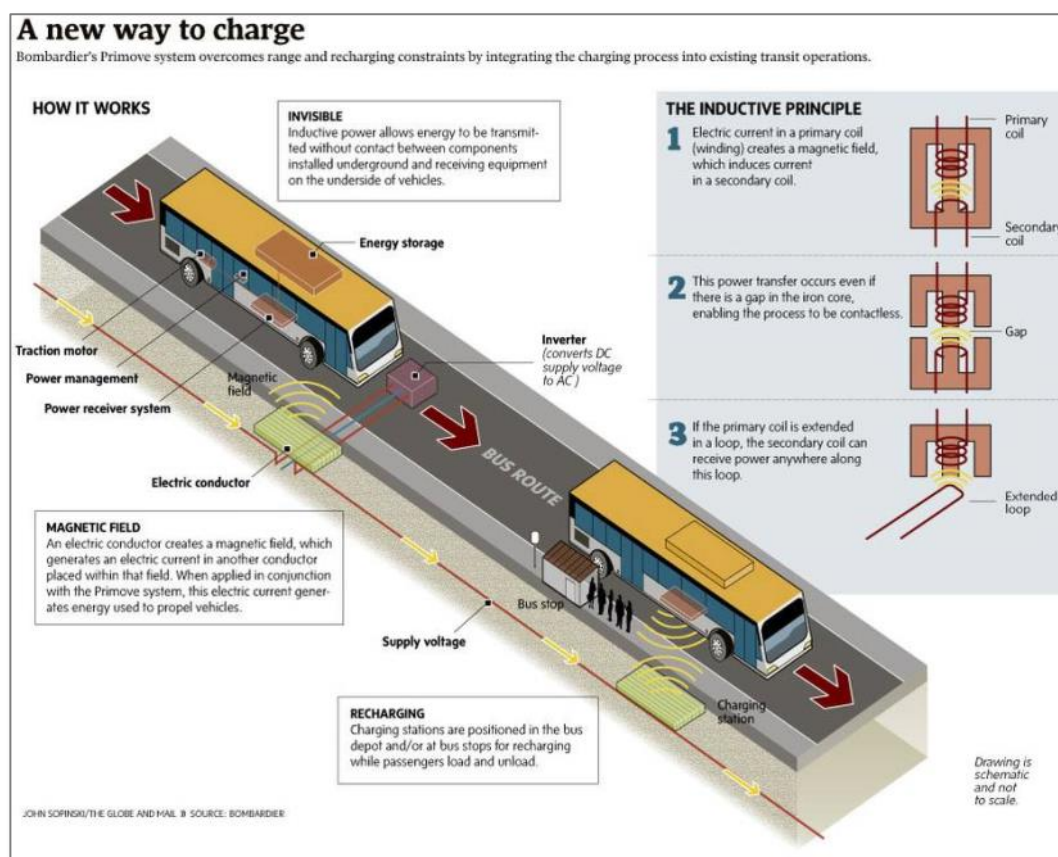 A new way to charge
Bombardier's Primove system overcomes range and recharging constraints by integrating the charging process into existing transit operations.
HOW IT WORKS
INVISIBLE
Inductive power allows energy to be transmit-
ted without contact between components
installed underground and receiving equipment
on the underside of vehicles.
Energy storage
Traction motor
Power management
Power receiver system
Magnetic
field
Inverter
(converts DC
supply voltage
to AC )
Electric conductor
BUS ROUTE
MAGNETIC FIELD
An electric conductor creates a magnetic field, which
generates an electric current in another conductor
placed within that field. When applied in conjunction
with the Primove system, this electric current gener-
ates energy used to propel vehicles.
Bus stop
Supply voltage
Charging
station
RECHARGING
Charging stations are positioned in the bus
depot and/or at bus stops for recharging
while passengers load and unload.
THE INDUCTIVE PRINCIPLE
1 Electric current in a primary coil
(winding) creates a magnetic field,
which induces current
in a secondary coil.
Primary
coil
Secondary
coil
2 This power transfer occurs even if
there is a gap in the iron core,
enabling the process to be contactless.
Gap
3 If the primary coil is extended
in a loop, the secondary coil can
receive power anywhere along
this loop.
Extended
loop
Drawing is
schematic
and not
to scale.
JOHN SOPINSKI/THE GLOBE AND MAIL SOURCE: BOMBARDIER